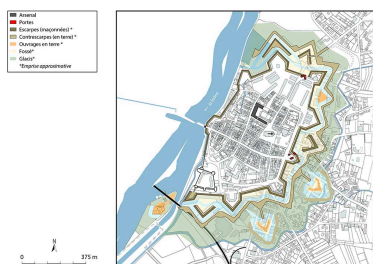 Arsenal
Portes
Escarpes (maçonnées) *
Contrescarpes (en terre) *
Ouvrages en terre *
Fossé*
Glacis*
*Emprise approximative
N
0 375 m